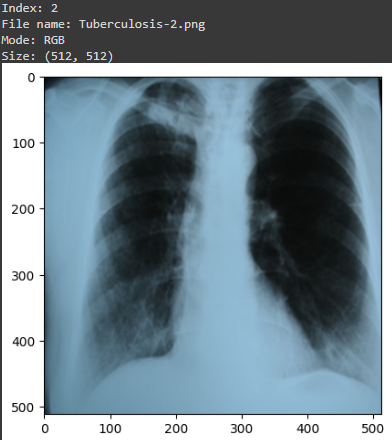 Index: 2
File name: Tuberculosis-2.png
Mode: RGB
Size: (512, 512)
0
100
200
300
400
500
0 100 200 300 400 500